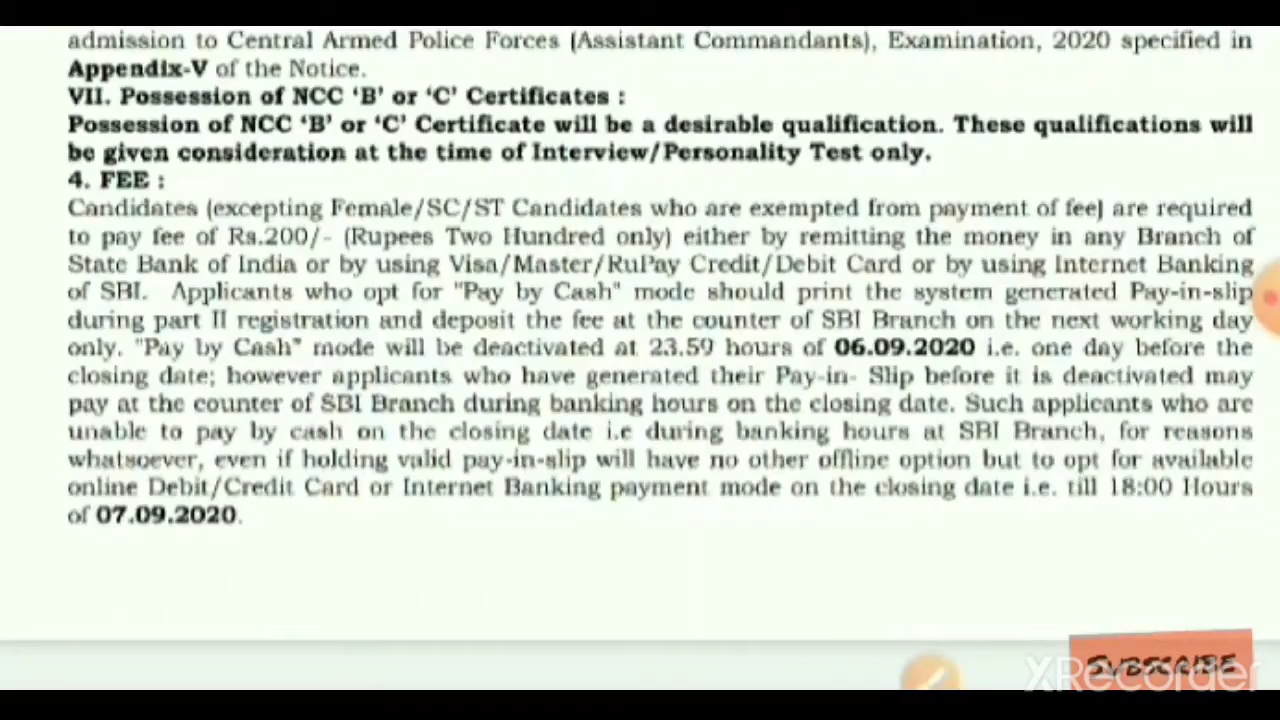 admission to Central Armed Police Forces (Assistant Commandants), Examination, 2020 specified in
Appendix-V of the Notice.
VII. Possession of NCC 'B' or 'C' Certificates :
Possession of NCC 'B' or 'C' Certificate will be a desirable qualification. These qualifications will
be given consideration at the time of Interview/Personality Test only.
4. FEE :
Candidates (excepting Female/SC/ST Candidates who are exempted from payment of fee) are required
to pay fee of Rs.200/- (Rupees Two Hundred only) either by remitting the money in any Branch of
State Bank of India or by using Visa/Master/RuPay Credit/Debit Card or by using Internet Banking
of SBI. Applicants who opt for "Pay by Cash" mode should print the system generated Pay-in-slip
during part II registration and deposit the fee at the counter of SBI Branch on the next working day
only. "Pay by Cash" mode will be deactivated at 23.59 hours of 06.09.2020 i.e. one day before the
closing date; however applicants who have generated their Pay-in- Slip before it is deactivated may
pay at the counter of SBI Branch during banking hours on the closing date. Such applicants who are
unable to pay by cash on the closing date i.e during banking hours at SBI Branch, for reasons
whatsoever, even if holding valid pay-in-slip will have no other offline option but to opt for available
online Debit/Credit Card or Internet Banking payment mode on the closing date i.e. till 18:00 Hours
of 07.09.2020.
SUBSCRIBE
XRecorder